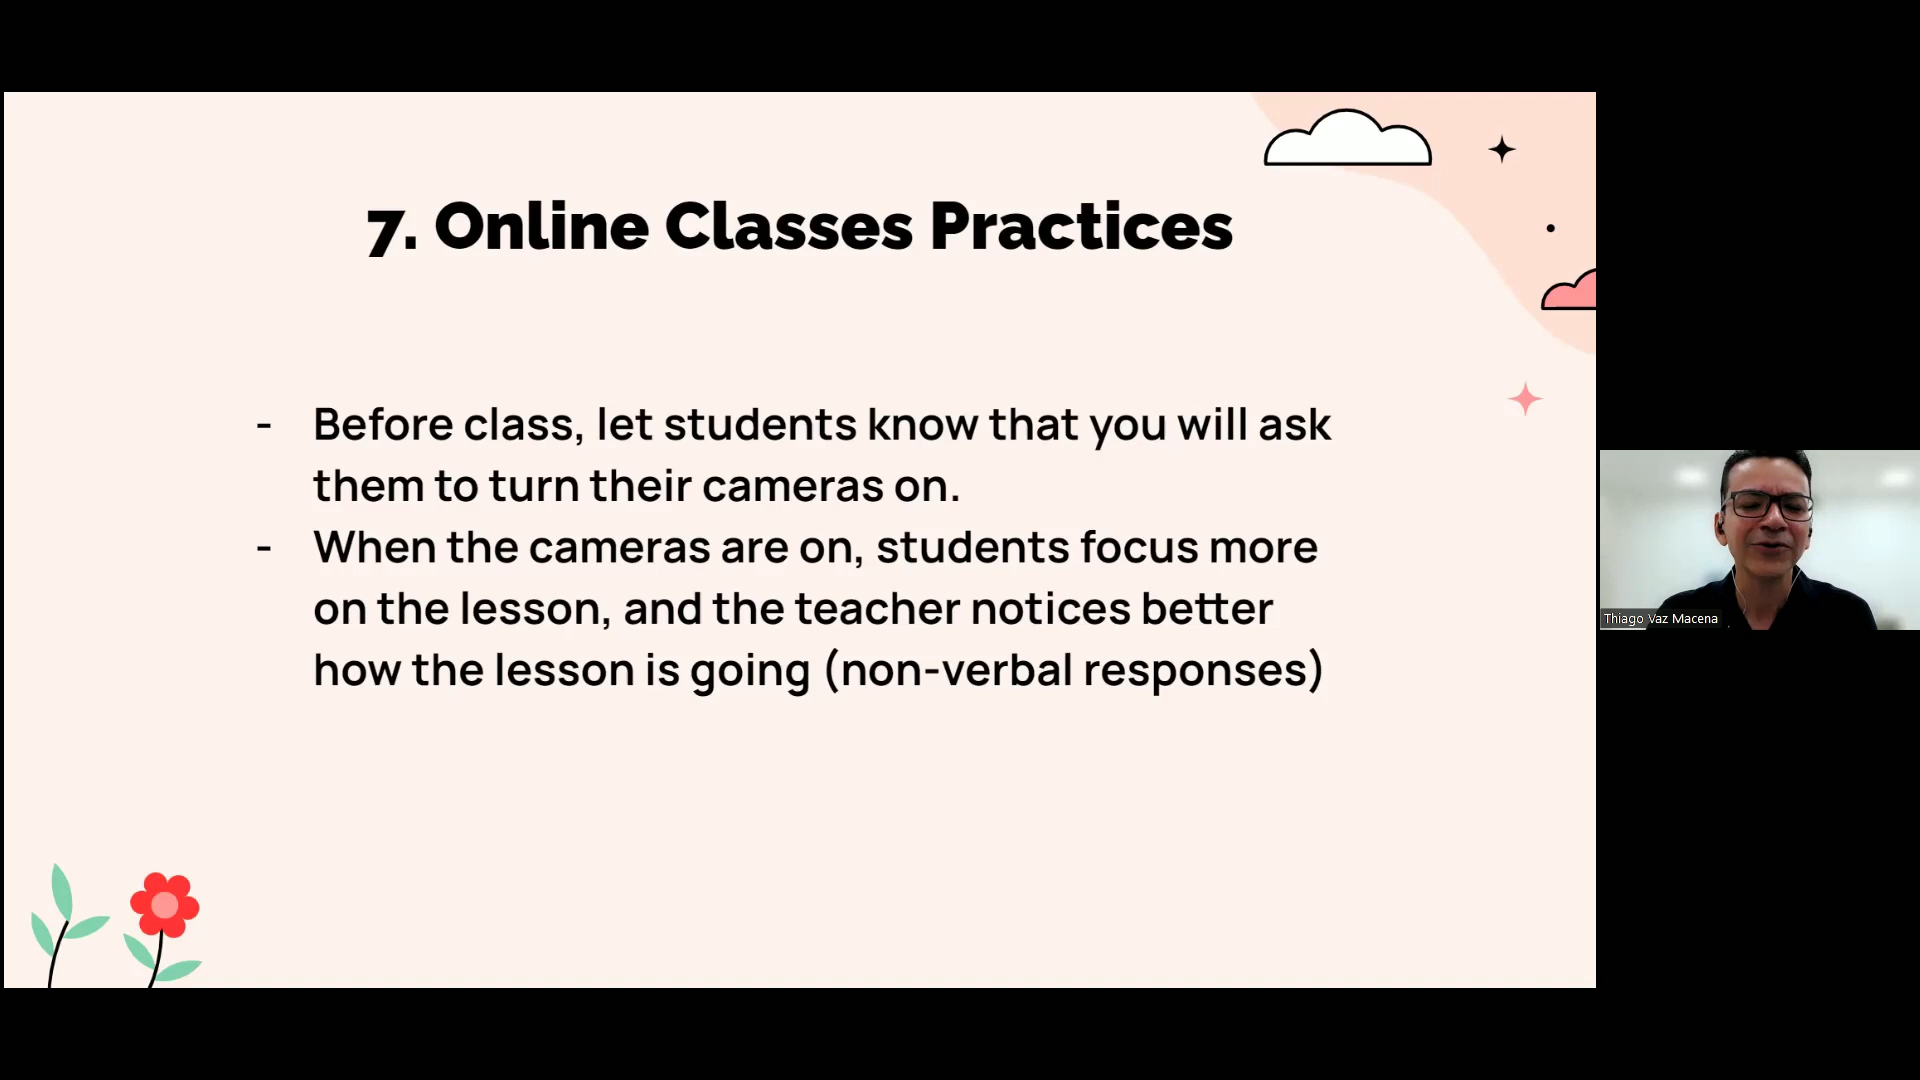 7. Online Classes Practices
- Before class, let students know that you will ask
them to turn their cameras on.
- When the cameras are on, students focus more
on the lesson, and the teacher notices better
how the lesson is going (non-verbal responses)
Thiago Vaz Macena